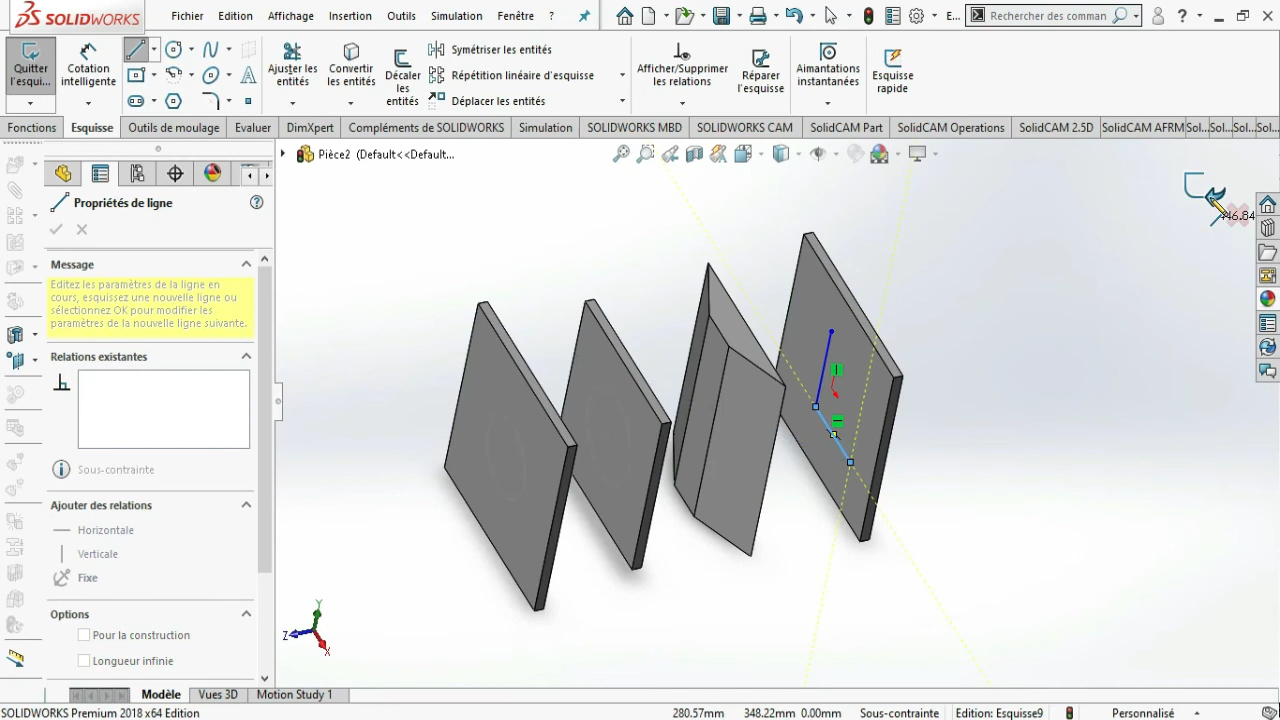 SOLIDWORKS
Fichier Edition Affichage Insertion Outils Simulation Fenêtre ?
E...
Rechercher des comman
?
Quitter l'esqui...
Cotation intelligente
Ajuster les entités
Convertir les entités
Décaler les entités
Symétriser les entités
Répétition linéaire d'esquisse
Déplacer les entités
Afficher/Supprimer les relations
Réparer l'esquisse
Aimantations instantanées
Esquisse rapide
Fonctions Esquisse Outils de moulage Evaluer DimXpert Compléments de SOLIDWORKS Simulation SOLIDWORKS MBD SOLIDWORKS CAM SolidCAM Part SolidCAM Operations SolidCAM 2.5D SolidCAM AFRM Sol... Sol... Sol... Sol...
Pièce2 (Default<<Default...
Propriétés de ligne
Message
Editez les paramètres de la ligne en
cours, esquissez une nouvelle ligne ou
sélectionnez OK pour modifier les
paramètres de la nouvelle ligne suivante.
Relations existantes
Sous-contrainte
Ajouter des relations
Horizontale
Verticale
Fixe
Options
Pour la construction
Longueur infinie
Y
Z
X
Modèle Vues 3D Motion Study 1
SOLIDWORKS Premium 2018 x64 Edition
280.57mm 348.22mm 0.00mm Sous-contrainte Edition: Esquisse9 Personnalisé